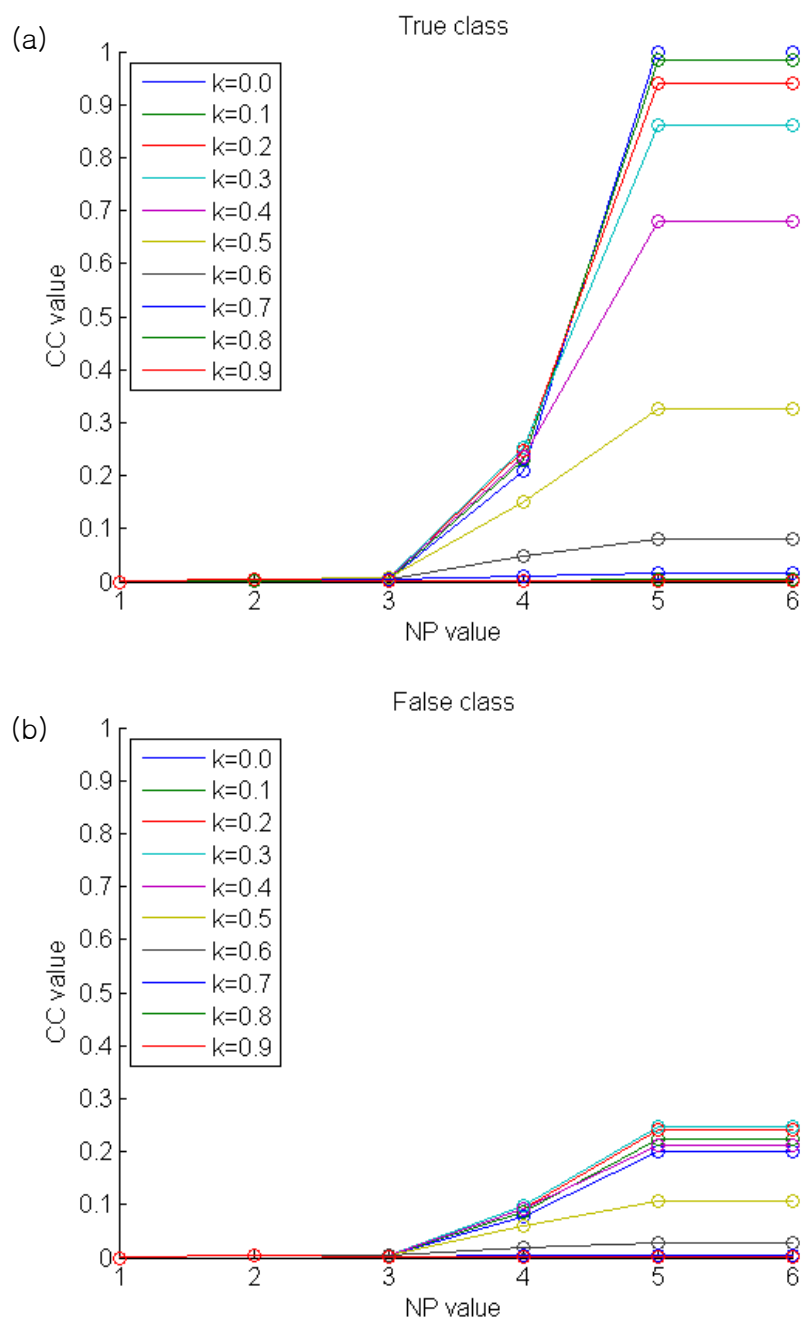 (a)
True class
1
0.9
0.8
0.7
0.6
0.5
0.4
0.3
0.2
0.1
0
CC value
k=0.0
k=0.1
k=0.2
k=0.3
k=0.4
k=0.5
k=0.6
k=0.7
k=0.8
k=0.9
1 2 3 4 5 6
NP value
(b)
False class
1
0.9
0.8
0.7
0.6
0.5
0.4
0.3
0.2
0.1
0
CC value
k=0.0
k=0.1
k=0.2
k=0.3
k=0.4
k=0.5
k=0.6
k=0.7
k=0.8
k=0.9
1 2 3 4 5 6
NP value